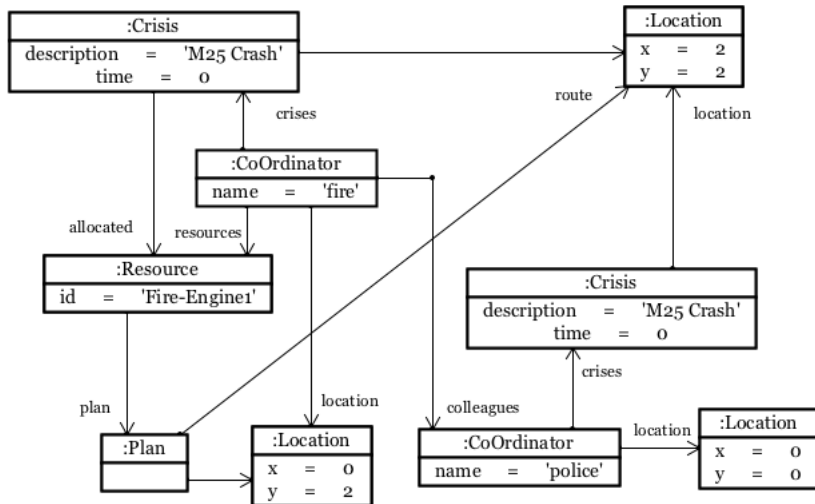 :Crisis
description = 'M25 Crash'
time = 0
:Location
x = 2
y = 2
route
crises
location
:CoOrdinator
name = 'fire'
allocated
resources
:Resource
id = 'Fire-Engine1'
:Crisis
description = 'M25 Crash'
time = 0
crises
plan
location
colleagues
:Plan
:Location
x = 0
y = 2
:CoOrdinator
name = 'police'
location
:Location
x = 0
y = 0